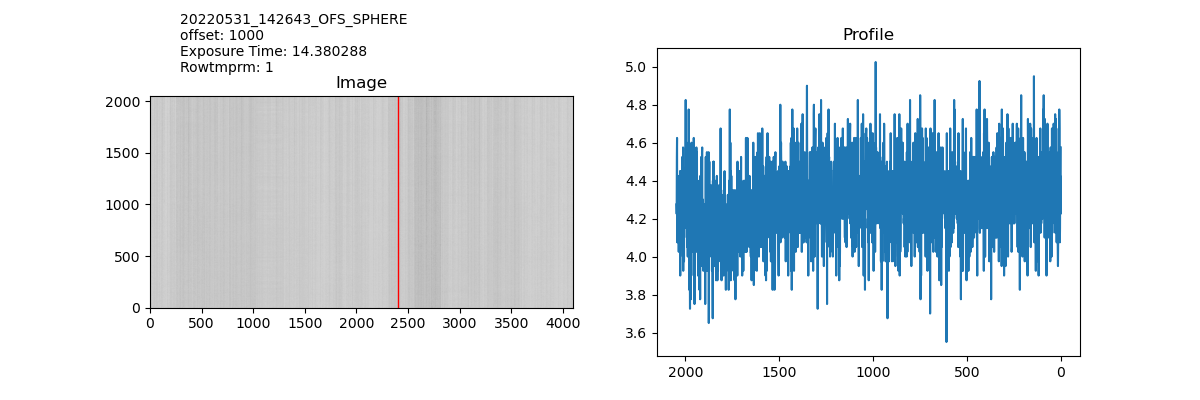 20220531_142643_OFS_SPHERE
offset: 1000
Exposure Time: 14.380288
Rowtmprm: 1
Image
Profile
2000
1500
1000
500
0
0 500 1000 1500 2000 2500 3000 3500 4000
5.0
4.8
4.6
4.4
4.2
4.0
3.8
3.6
2000 1500 1000 500 0